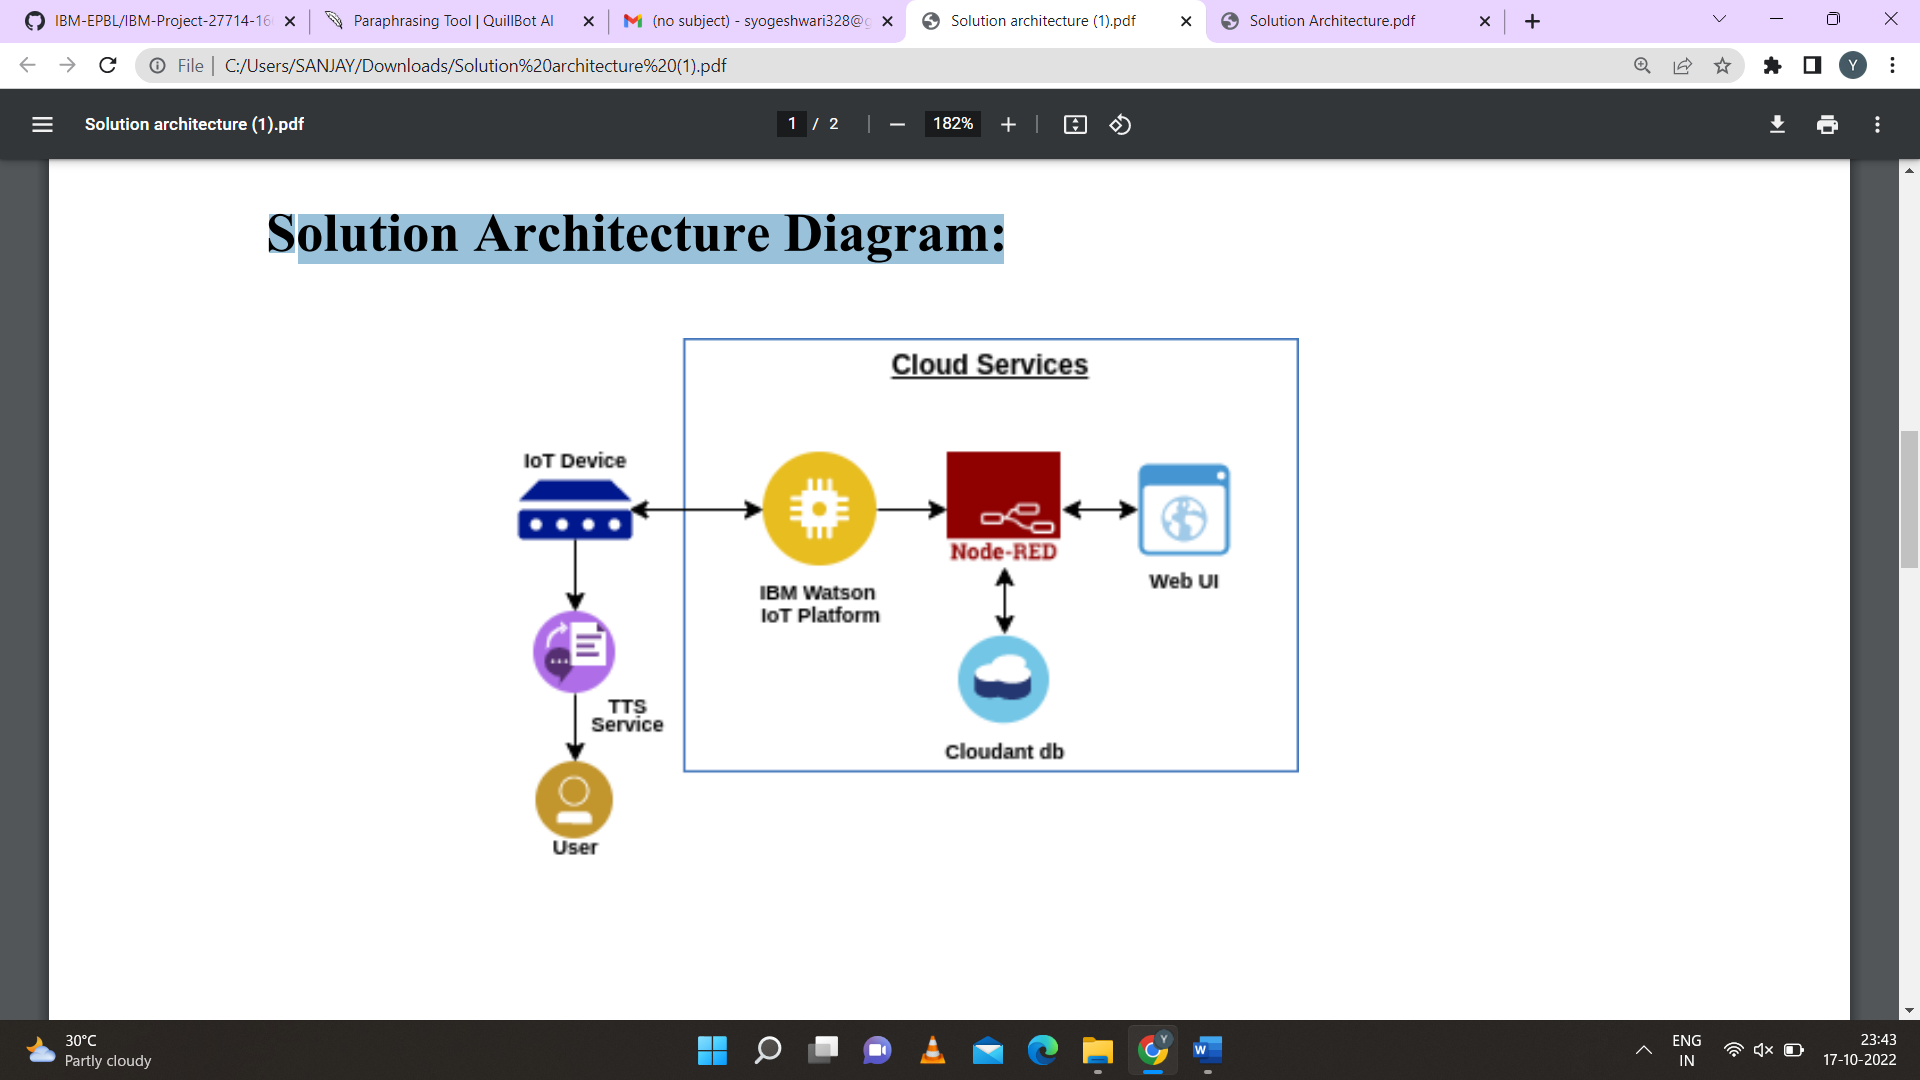 IBM-EPBL/IBM-Project-27714-16
Paraphrasing Tool | QuillBot AI
(no subject) - syogeshwari328@g
Solution architecture (1).pdf
Solution Architecture.pdf
File
C:/Users/SANJAY/Downloads/Solution%20architecture%20(1).pdf
Y
Solution architecture (1).pdf
1 / 2
182%
Solution Architecture Diagram:
Cloud Services
IoT Device
Node-RED
Web UI
IBM Watson
IoT Platform
TTS
Service
Cloudant db
User
30°C
Partly cloudy
Y
W
ENG
IN
23:43
17-10-2022